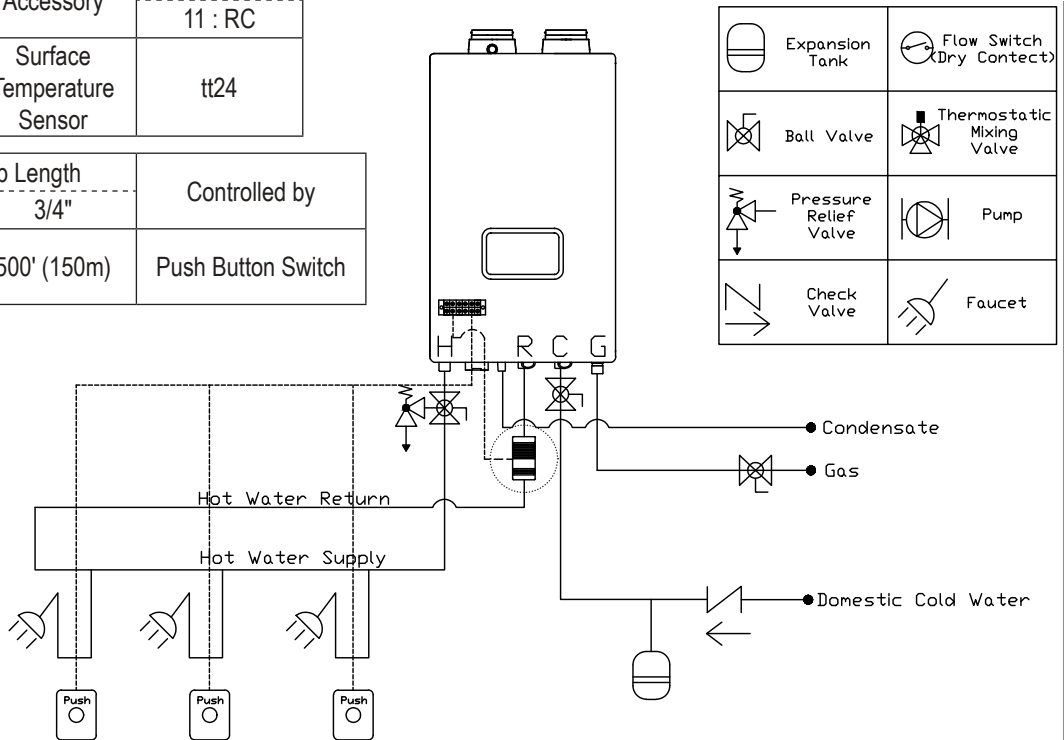 Accessory
11 : RC
Surface
Temperature
Sensor
tt24
Length
3/4"
Controlled by
500' (150m)
Push Button Switch
Expansion
Tank
Flow Switch
(Dry Contect)
Ball Valve
Thermostatic
Mixing
Valve
Pressure
Relief
Valve
Pump
Check
Valve
Faucet
H R C G
Condensate
Gas
Hot Water Return
Hot Water Supply
Domestic Cold Water
Push
Push
Push